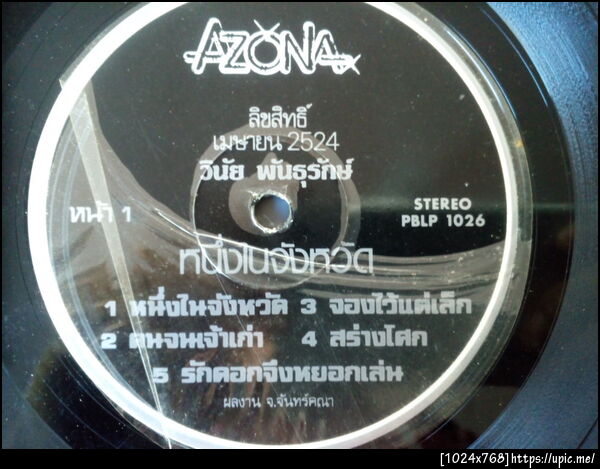 AZONA
ลิขสิทธิ์
เมษายน 2524
วินัย พันธุรักษ์
หน้า 1
STEREO
PBLP 1026
หนึ่งในจังหวัด
1 หนึ่งในจังหวัด 3 จองไว้แต่เล็ก
2 คนจนเจ้าเก่า 4 สร่างโศก
5 รักดอกจึงหยอกเล่น
ผลงาน จ.จันทร์คณา
[1024x768]https://upic.me/